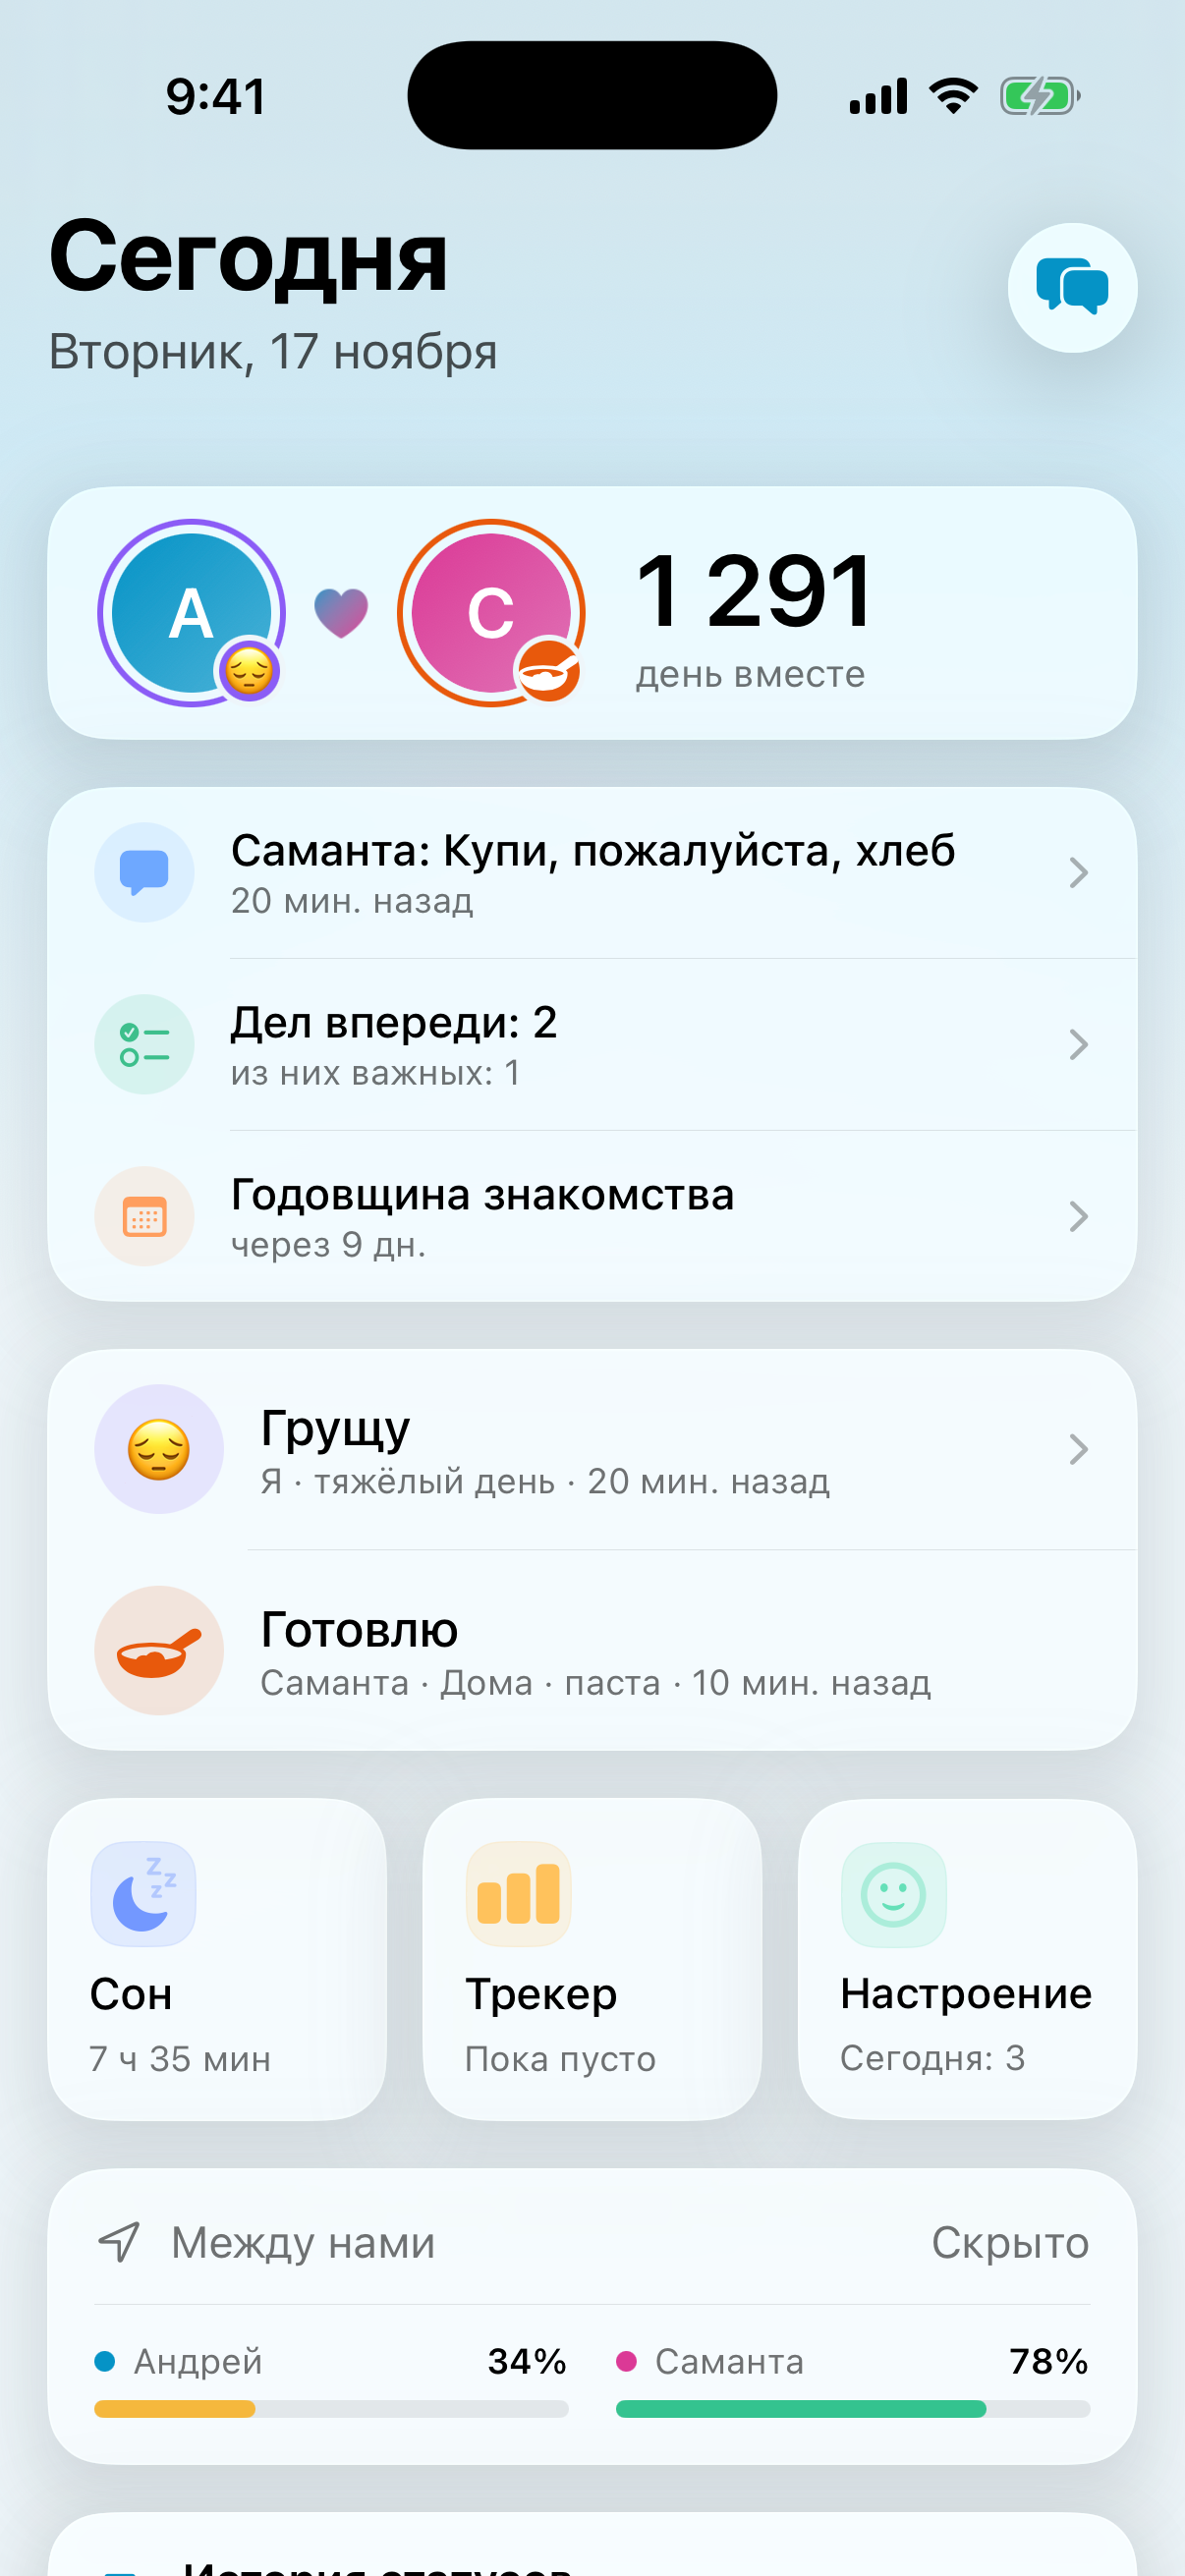 9:41
Сегодня
Вторник, 17 ноября
А
С
1 291
день вместе
Саманта: Купи, пожалуйста, хлеб
20 мин. назад
Дел впереди: 2
из них важных: 1
Годовщина знакомства
через 9 дн.
Грущу
Я · тяжёлый день · 20 мин. назад
Готовлю
Саманта · Дома · паста · 10 мин. назад
z z z
Сон
7 ч 35 мин
Трекер
Пока пусто
Настроение
Сегодня: 3
Между нами
Скрыто
Андрей 34%
Саманта 78%
История статусов